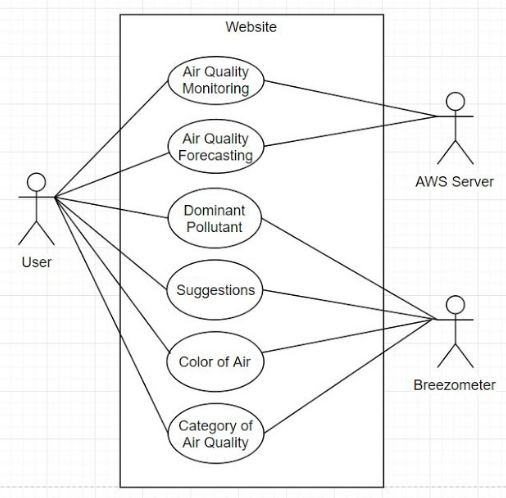 Website
Air Quality
Monitoring
Air Quality
Forecasting
AWS Server
Dominant
Pollutant
User
Suggestions
Color of Air
Breezometer
Category of
Air Quality